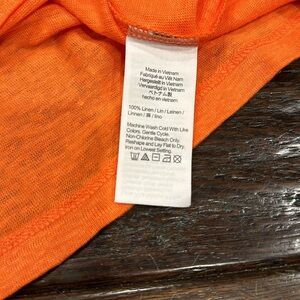 Made in Vietnam
Fabriqué au Viêt Nam
Hergestellt in Vietnam
Vervaardigd in Vietnam
ベトナム製
hecho en vietnam
100% Linen / Lin / Leinen /
Linnen / 麻 / lino
Machine Wash Cold With Like
Colors. Gentle Cycle.
Non-Chlorine Bleach Only.
Reshape and Lay Flat to Dry.
Iron on Lowest Setting.